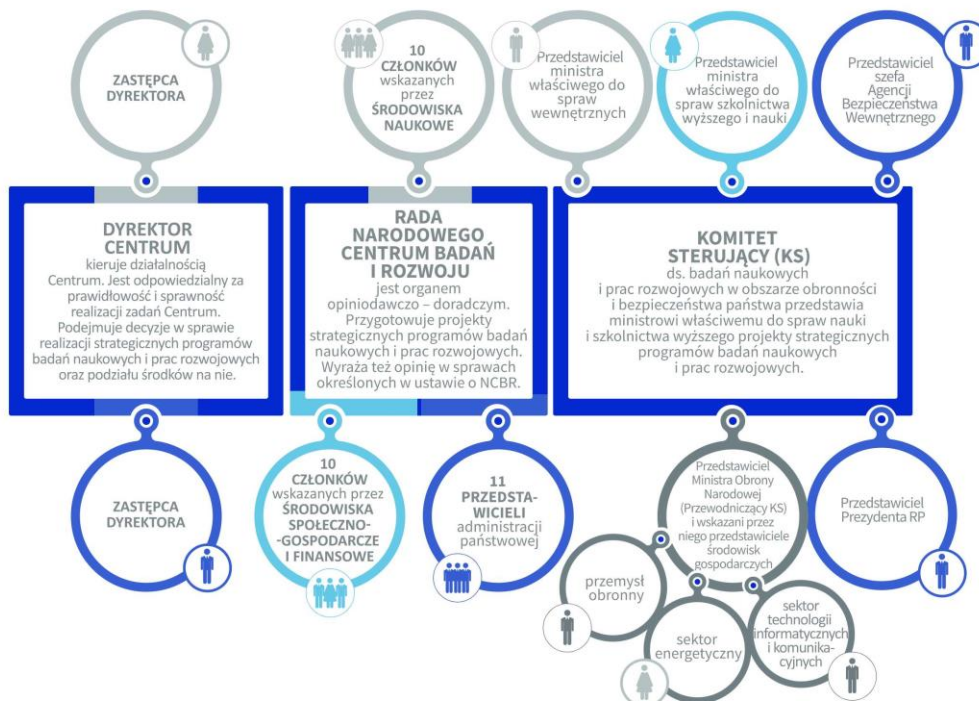 ZASTĘPCA
DYREKTORA
10
CZŁONKÓW
wskazanych
przez
ŚRODOWISKA
NAUKOWE
Przedstawiciel
ministra
właściwego do
spraw
wewnętrznych
Przedstawiciel
ministra
właściwego do
spraw szkolnictwa
wyższego i nauki
Przedstawiciel
szefa
Agencji
Bezpieczeństwa
Wewnętrznego
DYREKTOR
CENTRUM
kieruje działalnością
Centrum. Jest odpowiedzialny za
prawidłowość i sprawność
realizacji zadań Centrum.
Podejmuje decyzje w sprawie
realizacji strategicznych programów
badań naukowych i prac rozwojowych
oraz podziału środków na nie.
RADA
NARODOWEGO
CENTRUM BADAŃ
I ROZWOJU
jest organem
opiniodawczo – doradczym.
Przygotowuje projekty
strategicznych programów badań
naukowych i prac rozwojowych.
Wyraża też opinię w sprawach
określonych w ustawie o NCBR.
KOMITET
STERUJĄCY (KS)
ds. badań naukowych
i prac rozwojowych w obszarze obronności
i bezpieczeństwa państwa przedstawia
ministrowi właściwemu do spraw nauki
i szkolnictwa wyższego projekty strategicznych
programów badań naukowych
i prac rozwojowych.
ZASTĘPCA
DYREKTORA
10
CZŁONKÓW
wskazanych przez
ŚRODOWISKA
SPOŁECZNO-
-GOSPODARCZE
I FINANSOWE
11
PRZEDSTA-
WICIELI
administracji
państwowej
Przedstawiciel
Ministra Obrony
Narodowej
(Przewodniczący KS)
i wskazani przez
niego przedstawiciele
środowisk
gospodarczych
Przedstawiciel
Prezydenta RP
przemysł
obronny
sektor
energetyczny
sektor
technologii
informatycznych
i komunika-
cyjnych